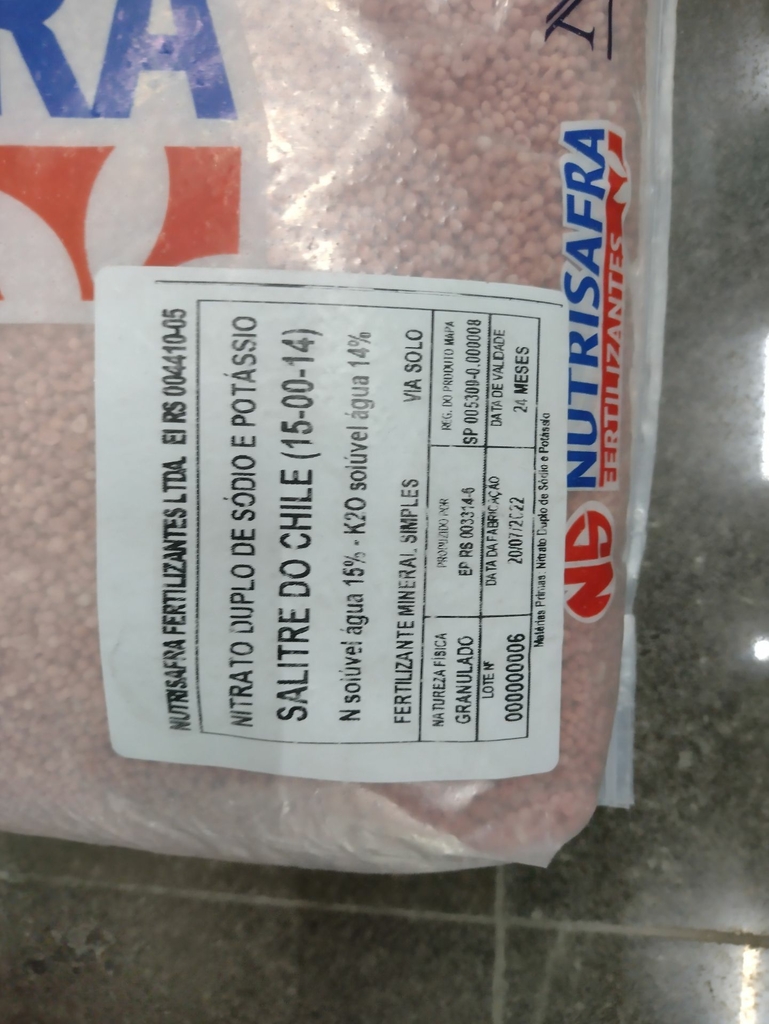 RA
NUTRISAFRA FERTILIZANTES LTDA. EI RS 004410-05
NITRATO DUPLO DE SÓDIO E POTÁSSIO
SALITRE DO CHILE (15-00-14)
N solúvel água 15% - K2O solúvel água 14%
FERTILIZANTE MINERAL SIMPLES VIA SOLO
NATUREZA FÍSICA PRODUZIDO POR REG. DO PRODUTO MAPA
GRANULADO EP RS 003314-6 SP 005309-0.000008
LOTE Nº DATA DA FABRICAÇÃO DATA DE VALIDADE
000000006 20/07/2022 24 MESES
Matérias Primas: Nitrato Duplo de Sódio e Potássio
NS NUTRISAFRA
FERTILIZANTES
N